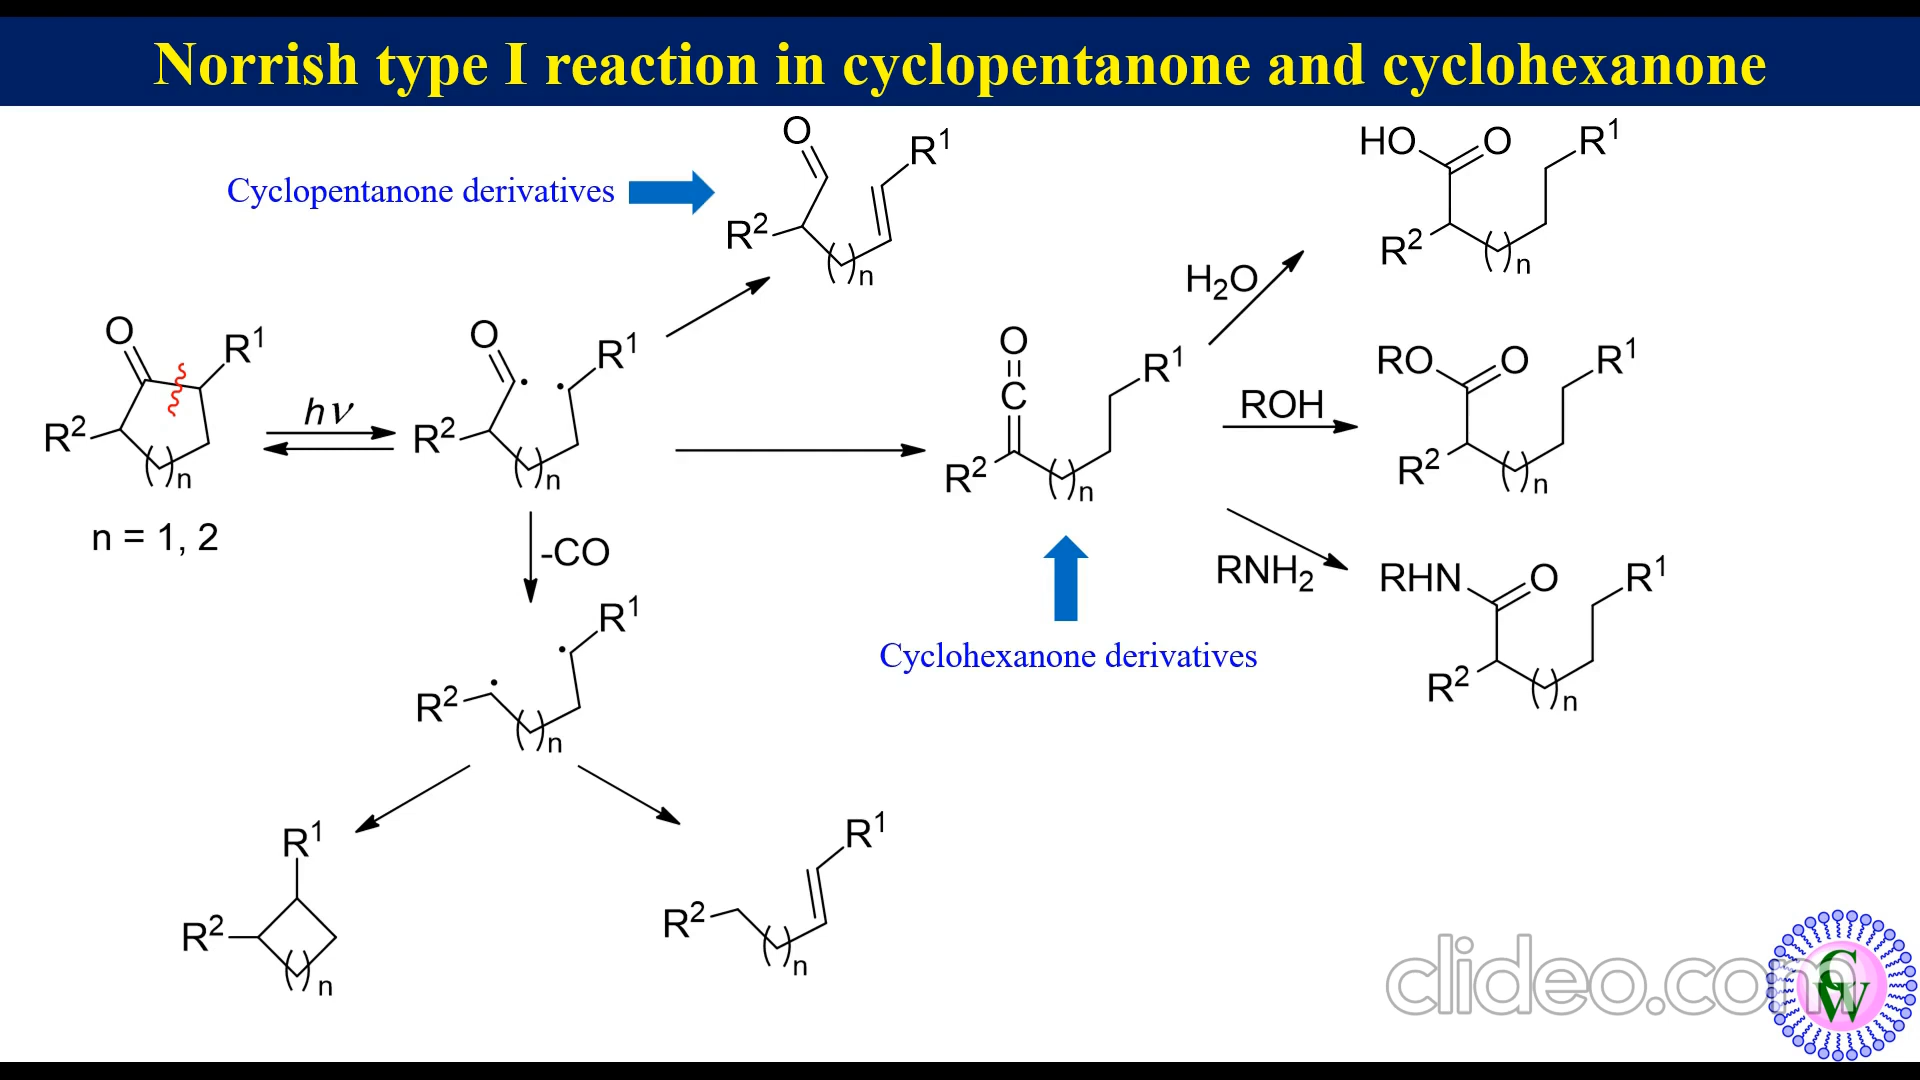 Norrish type I reaction in cyclopentanone and cyclohexanone
Cyclopentanone derivatives
O
R1
R2
( )n
HO
O
R1
R2
( )n
H2O
O
R1
R2
( )n
n = 1, 2
hν
O
R1
R2
( )n
O
C
R1
R2
( )n
ROH
RO
O
R1
R2
( )n
-CO
RNH2
RHN
O
R1
R2
( )n
Cyclohexanone derivatives
R1
R2
( )n
R1
R2
( )n
R1
R2
( )n
clideo.com
CW